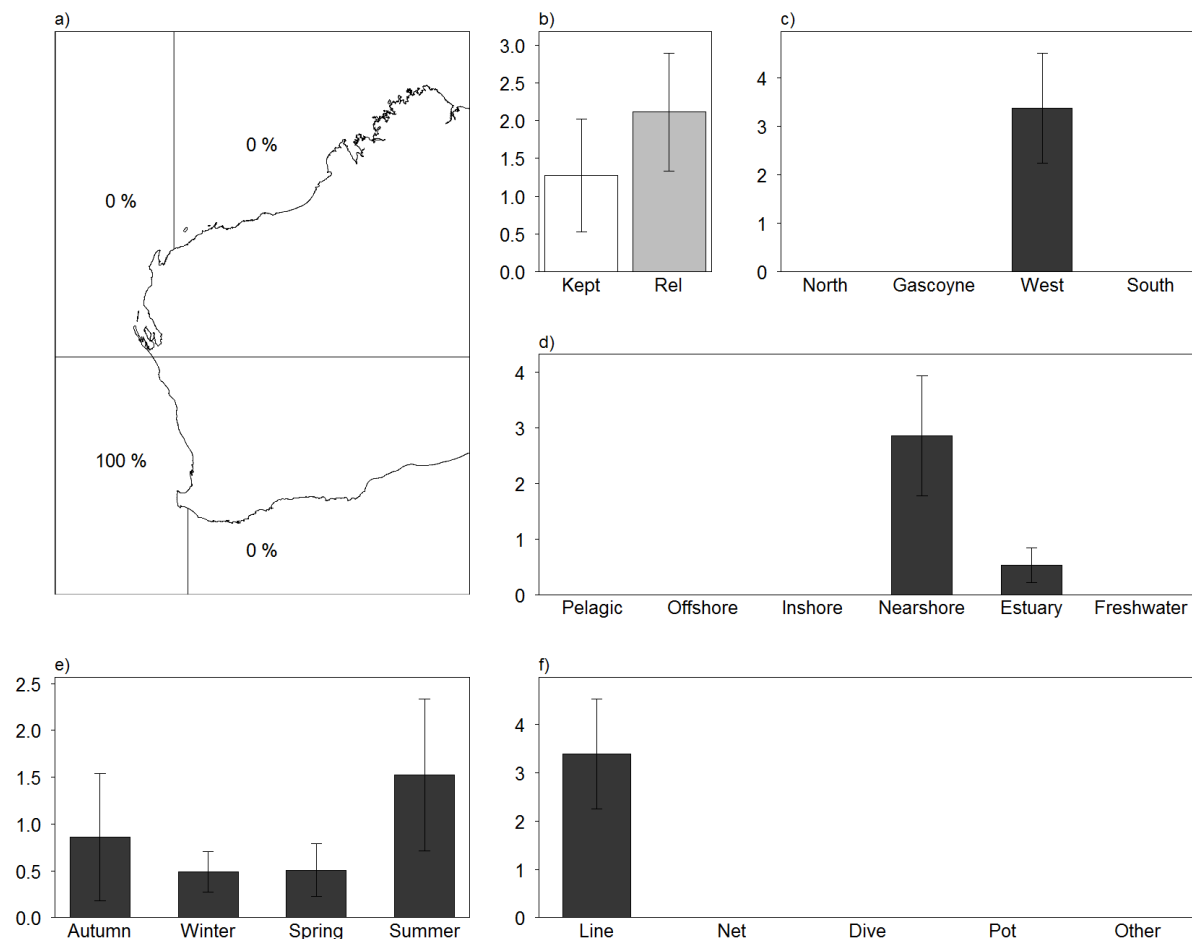 a)
0 %
0 %
100 %
0 %
b)
3.0
2.5
2.0
1.5
1.0
0.5
0.0
Kept Rel
c)
4
3
2
1
0
North Gascoyne West South
d)
4
3
2
1
0
Pelagic Offshore Inshore Nearshore Estuary Freshwater
e)
2.5
2.0
1.5
1.0
0.5
0.0
Autumn Winter Spring Summer
f)
4
3
2
1
0
Line Net Dive Pot Other